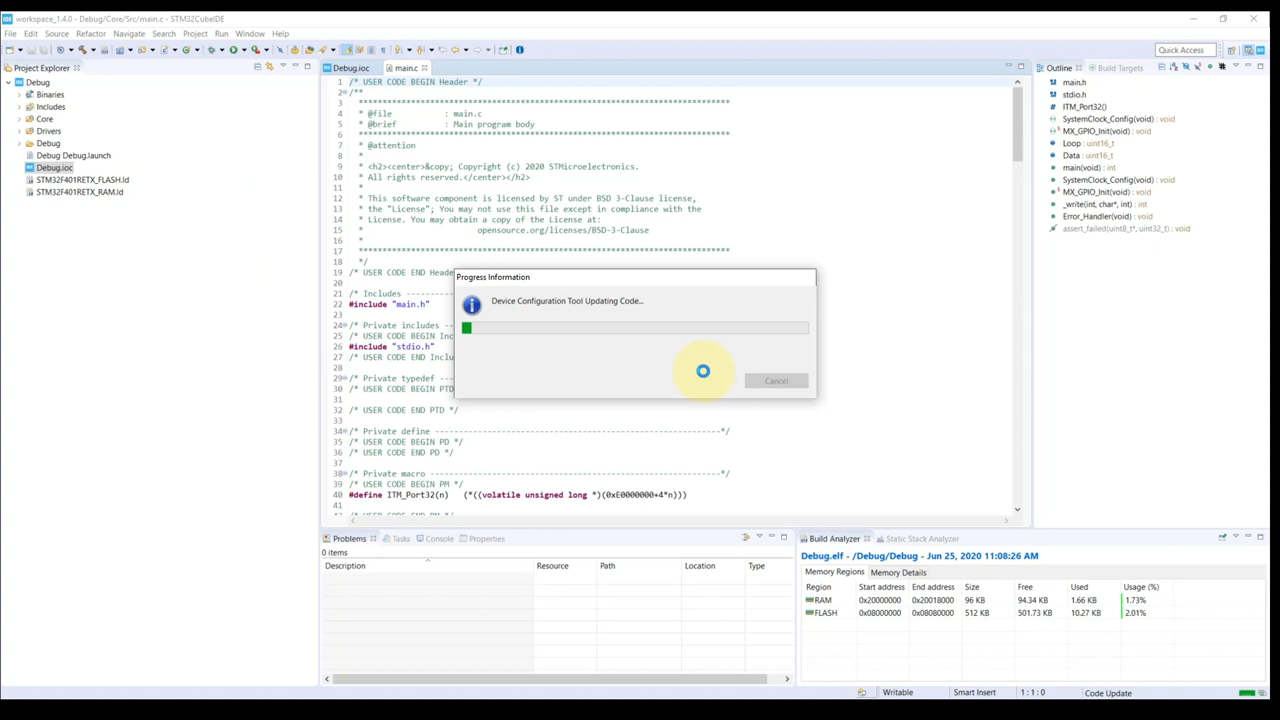 IDE workspace_1.4.0 - Debug/Core/Src/main.c - STM32CubeIDE
File Edit Source Refactor Navigate Search Project Run Window Help
Quick Access
Project Explorer
Debug
Binaries
Includes
Core
Drivers
Debug
Debug Debug.launch
Debug.ioc
STM32F401RETX_FLASH.ld
STM32F401RETX_RAM.ld
Debug.ioc main.c
1 /* USER CODE BEGIN Header */
2 /**
3 ******************************************************************************
4 * @file : main.c
5 * @brief : Main program body
6 ******************************************************************************
7 * @attention
8 *
9 * <h2><center>&copy; Copyright (c) 2020 STMicroelectronics.
10 * All rights reserved.</center></h2>
11 *
12 * This software component is licensed by ST under BSD 3-Clause license,
13 * the "License"; You may not use this file except in compliance with the
14 * License. You may obtain a copy of the License at:
15 * opensource.org/licenses/BSD-3-Clause
16 *
17 ******************************************************************************
18 */
19 /* USER CODE END Heade
21 /* Includes ----------
22 #include "main.h"
24 /* Private includes --
25 /* USER CODE BEGIN Inc
26 #include "stdio.h"
27 /* USER CODE END Inclu
29 /* Private typedef ---
30 /* USER CODE BEGIN PTD
32 /* USER CODE END PTD */
33
34 /* Private define ------------------------------------------------------------*/
35 /* USER CODE BEGIN PD */
36 /* USER CODE END PD */
37
38 /* Private macro -------------------------------------------------------------*/
39 /* USER CODE BEGIN PM */
40 #define ITM_Port32(n) (*((volatile unsigned long *)(0xE0000000+4*n)))
41
Progress Information
Device Configuration Tool Updating Code...
Cancel
Outline Build Targets
main.h
stdio.h
ITM_Port32()
SystemClock_Config(void) : void
MX_GPIO_Init(void) : void
Loop : uint16_t
Data : uint16_t
main(void) : int
SystemClock_Config(void) : void
MX_GPIO_Init(void) : void
_write(int, char*, int) : int
Error_Handler(void) : void
assert_failed(uint8_t*, uint32_t) : void
Problems Tasks Console Properties
0 items
Description Resource Path Location Type
Build Analyzer Static Stack Analyzer
Debug.elf - /Debug/Debug - Jun 25, 2020 11:08:26 AM
Memory Regions Memory Details
Region Start address End address Size Free Used Usage (%)
RAM 0x20000000 0x20018000 96 KB 94.34 KB 1.66 KB 1.73%
FLASH 0x08000000 0x08080000 512 KB 501.73 KB 10.27 KB 2.01%
Writable Smart Insert 1 : 1 : 0 Code Update